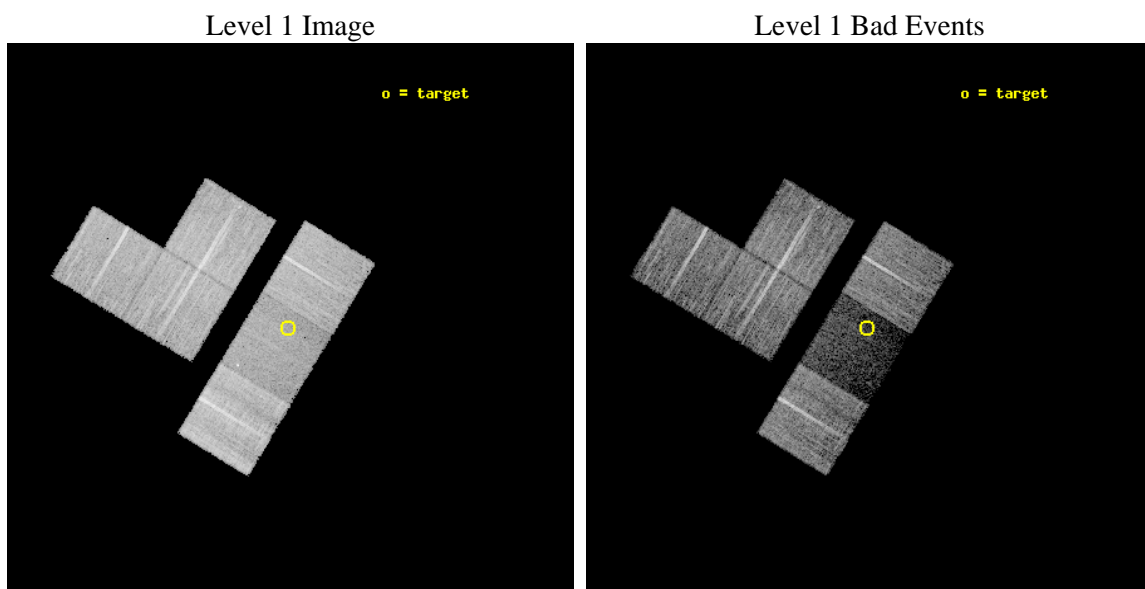 Level 1 Image
Level 1 Bad Events
o = target
o = target